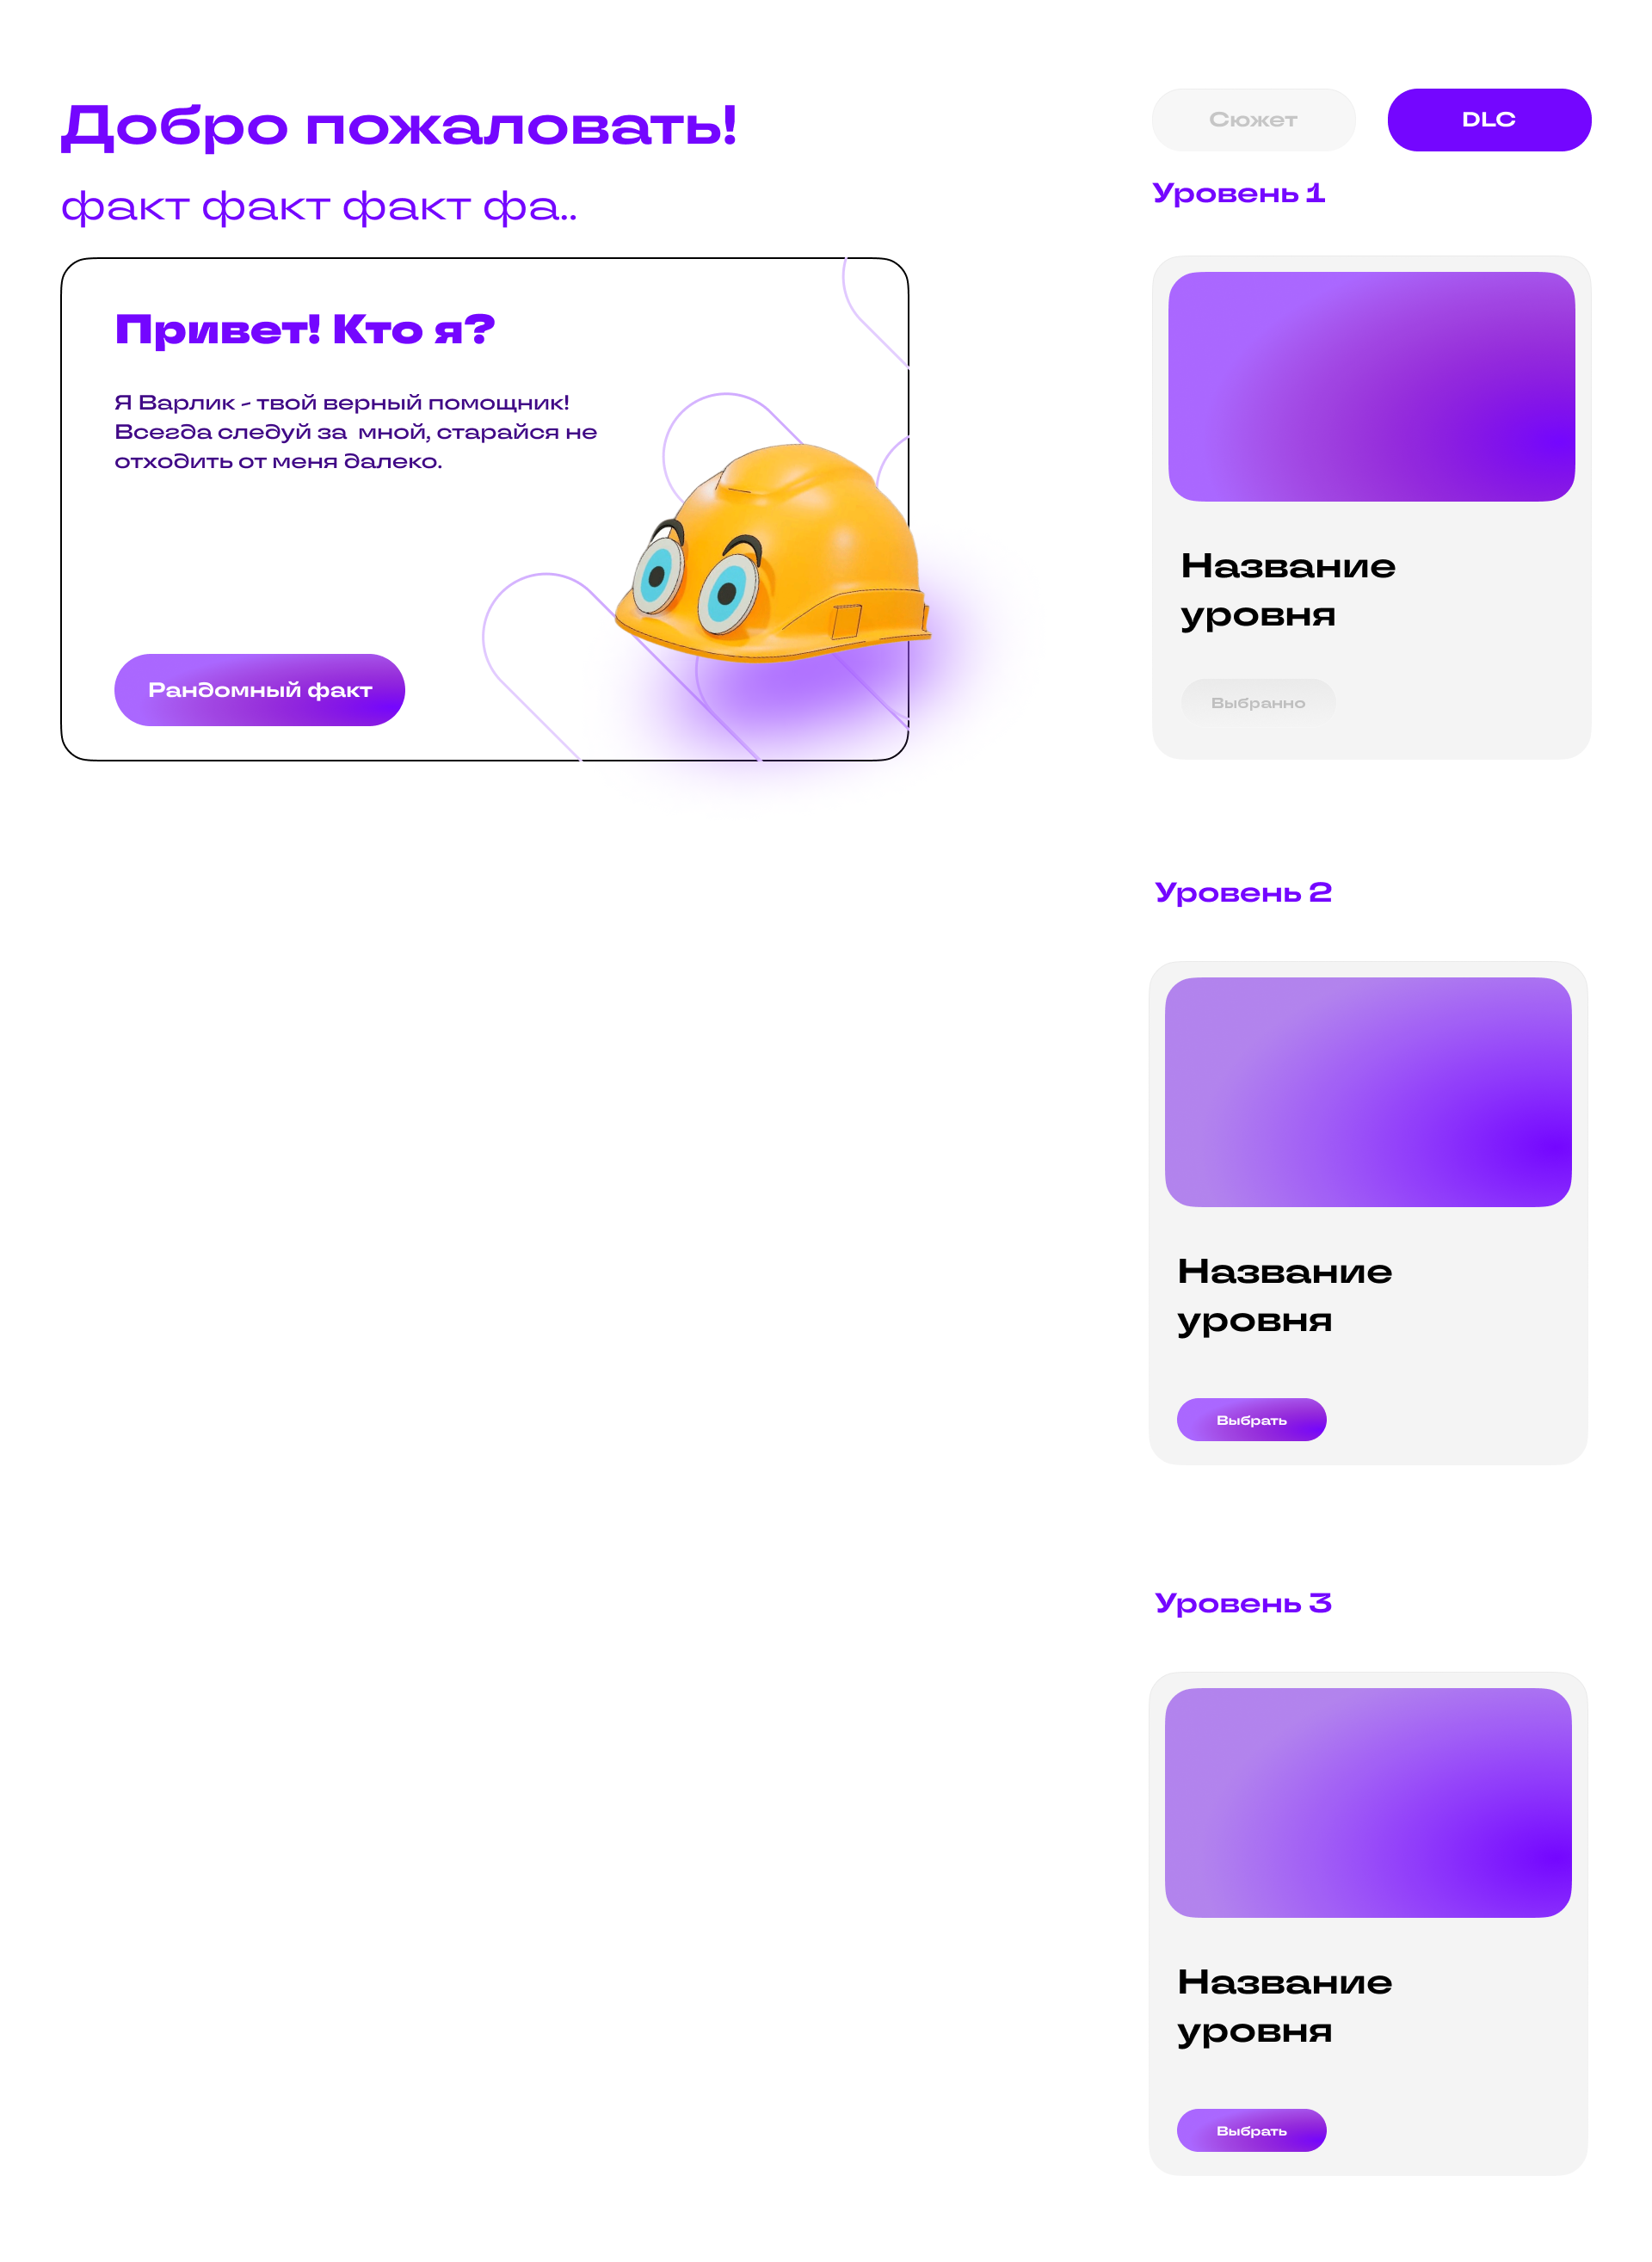 Добро пожаловать!
факт факт факт фа..
Привет! Кто я?
Я Варлик - твой верный помощник!
Всегда следуй за  мной, старайся не
отходить от меня далеко.
Рандомный факт
Сюжет
DLC
Уровень 1
Название
уровня
Выбранно
Уровень 2
Название
уровня
Выбрать
Уровень 3
Название
уровня
Выбрать